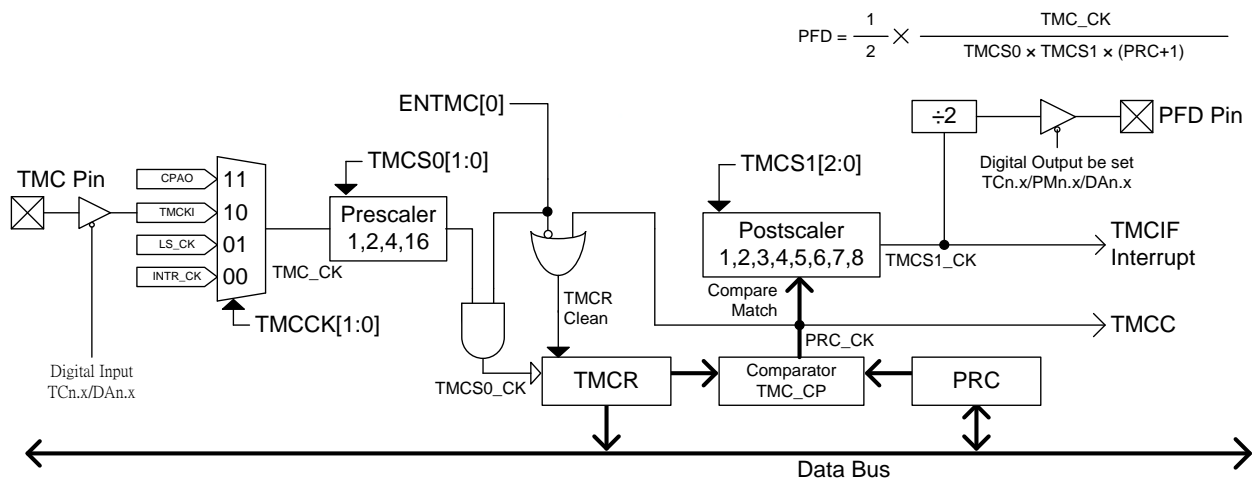 PFD = 1/2 × TMC_CK / TMCS0 × TMCS1 × (PRC+1)
ENTMC[0]
÷2
PFD Pin
TMCS0[1:0]
TMCS1[2:0]
Digital Output be set
TCn.x/PMn.x/DAn.x
TMC Pin
CPAO
11
TMCKI
10
LS_CK
01
INTR_CK
00
TMC_CK
Prescaler
1,2,4,16
Postscaler
1,2,3,4,5,6,7,8
TMCS1_CK
TMCIF
Interrupt
TMCR
Clean
Compare
Match
TMCCK[1:0]
PRC_CK
TMCC
Digital Input
TCn.x/DAn.x
TMCS0_CK
TMCR
Comparator
TMC_CP
PRC
Data Bus